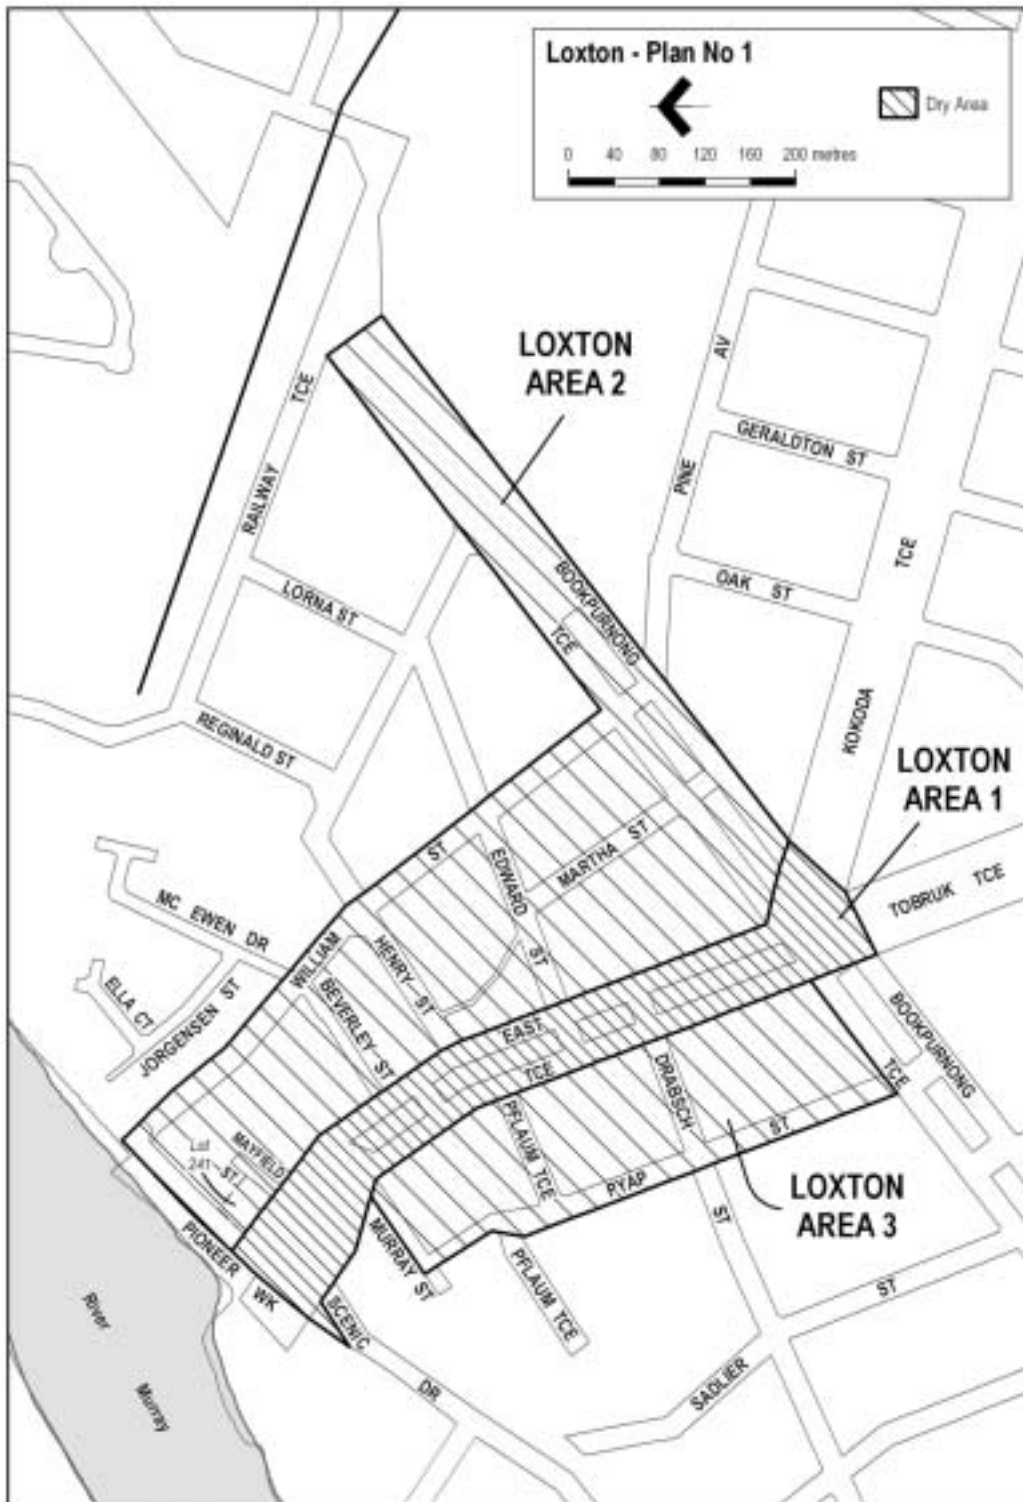 Loxton - Plan No 1
Dry Area
0 40 80 120 160 200 metres
LOXTON
AREA 2
AV
GERALDTON ST
PINE
TCE
RAILWAY
TCE
OAK ST
BOOKPURNONG
TCE
LORNA ST
KOKODA
REGINALD ST
LOXTON
AREA 1
MARTHA ST
ST
EDWARD
ST
TOBRUK TCE
MC EWEN DR
WILLIAM
HENRY ST
ELLA CT
JORGENSEN ST
BEVERLEY ST
EAST
TCE
BOOKPURNONG
TCE
DRABSCH
ST
PFLAUM TCE
MAYFIELD
Lot
241
ST
PYAP
ST
LOXTON
AREA 3
PIONEER
WK
MURRAY ST
PFLAUM TCE
SCENIC
DR
ST
SADLIER
River
Murray